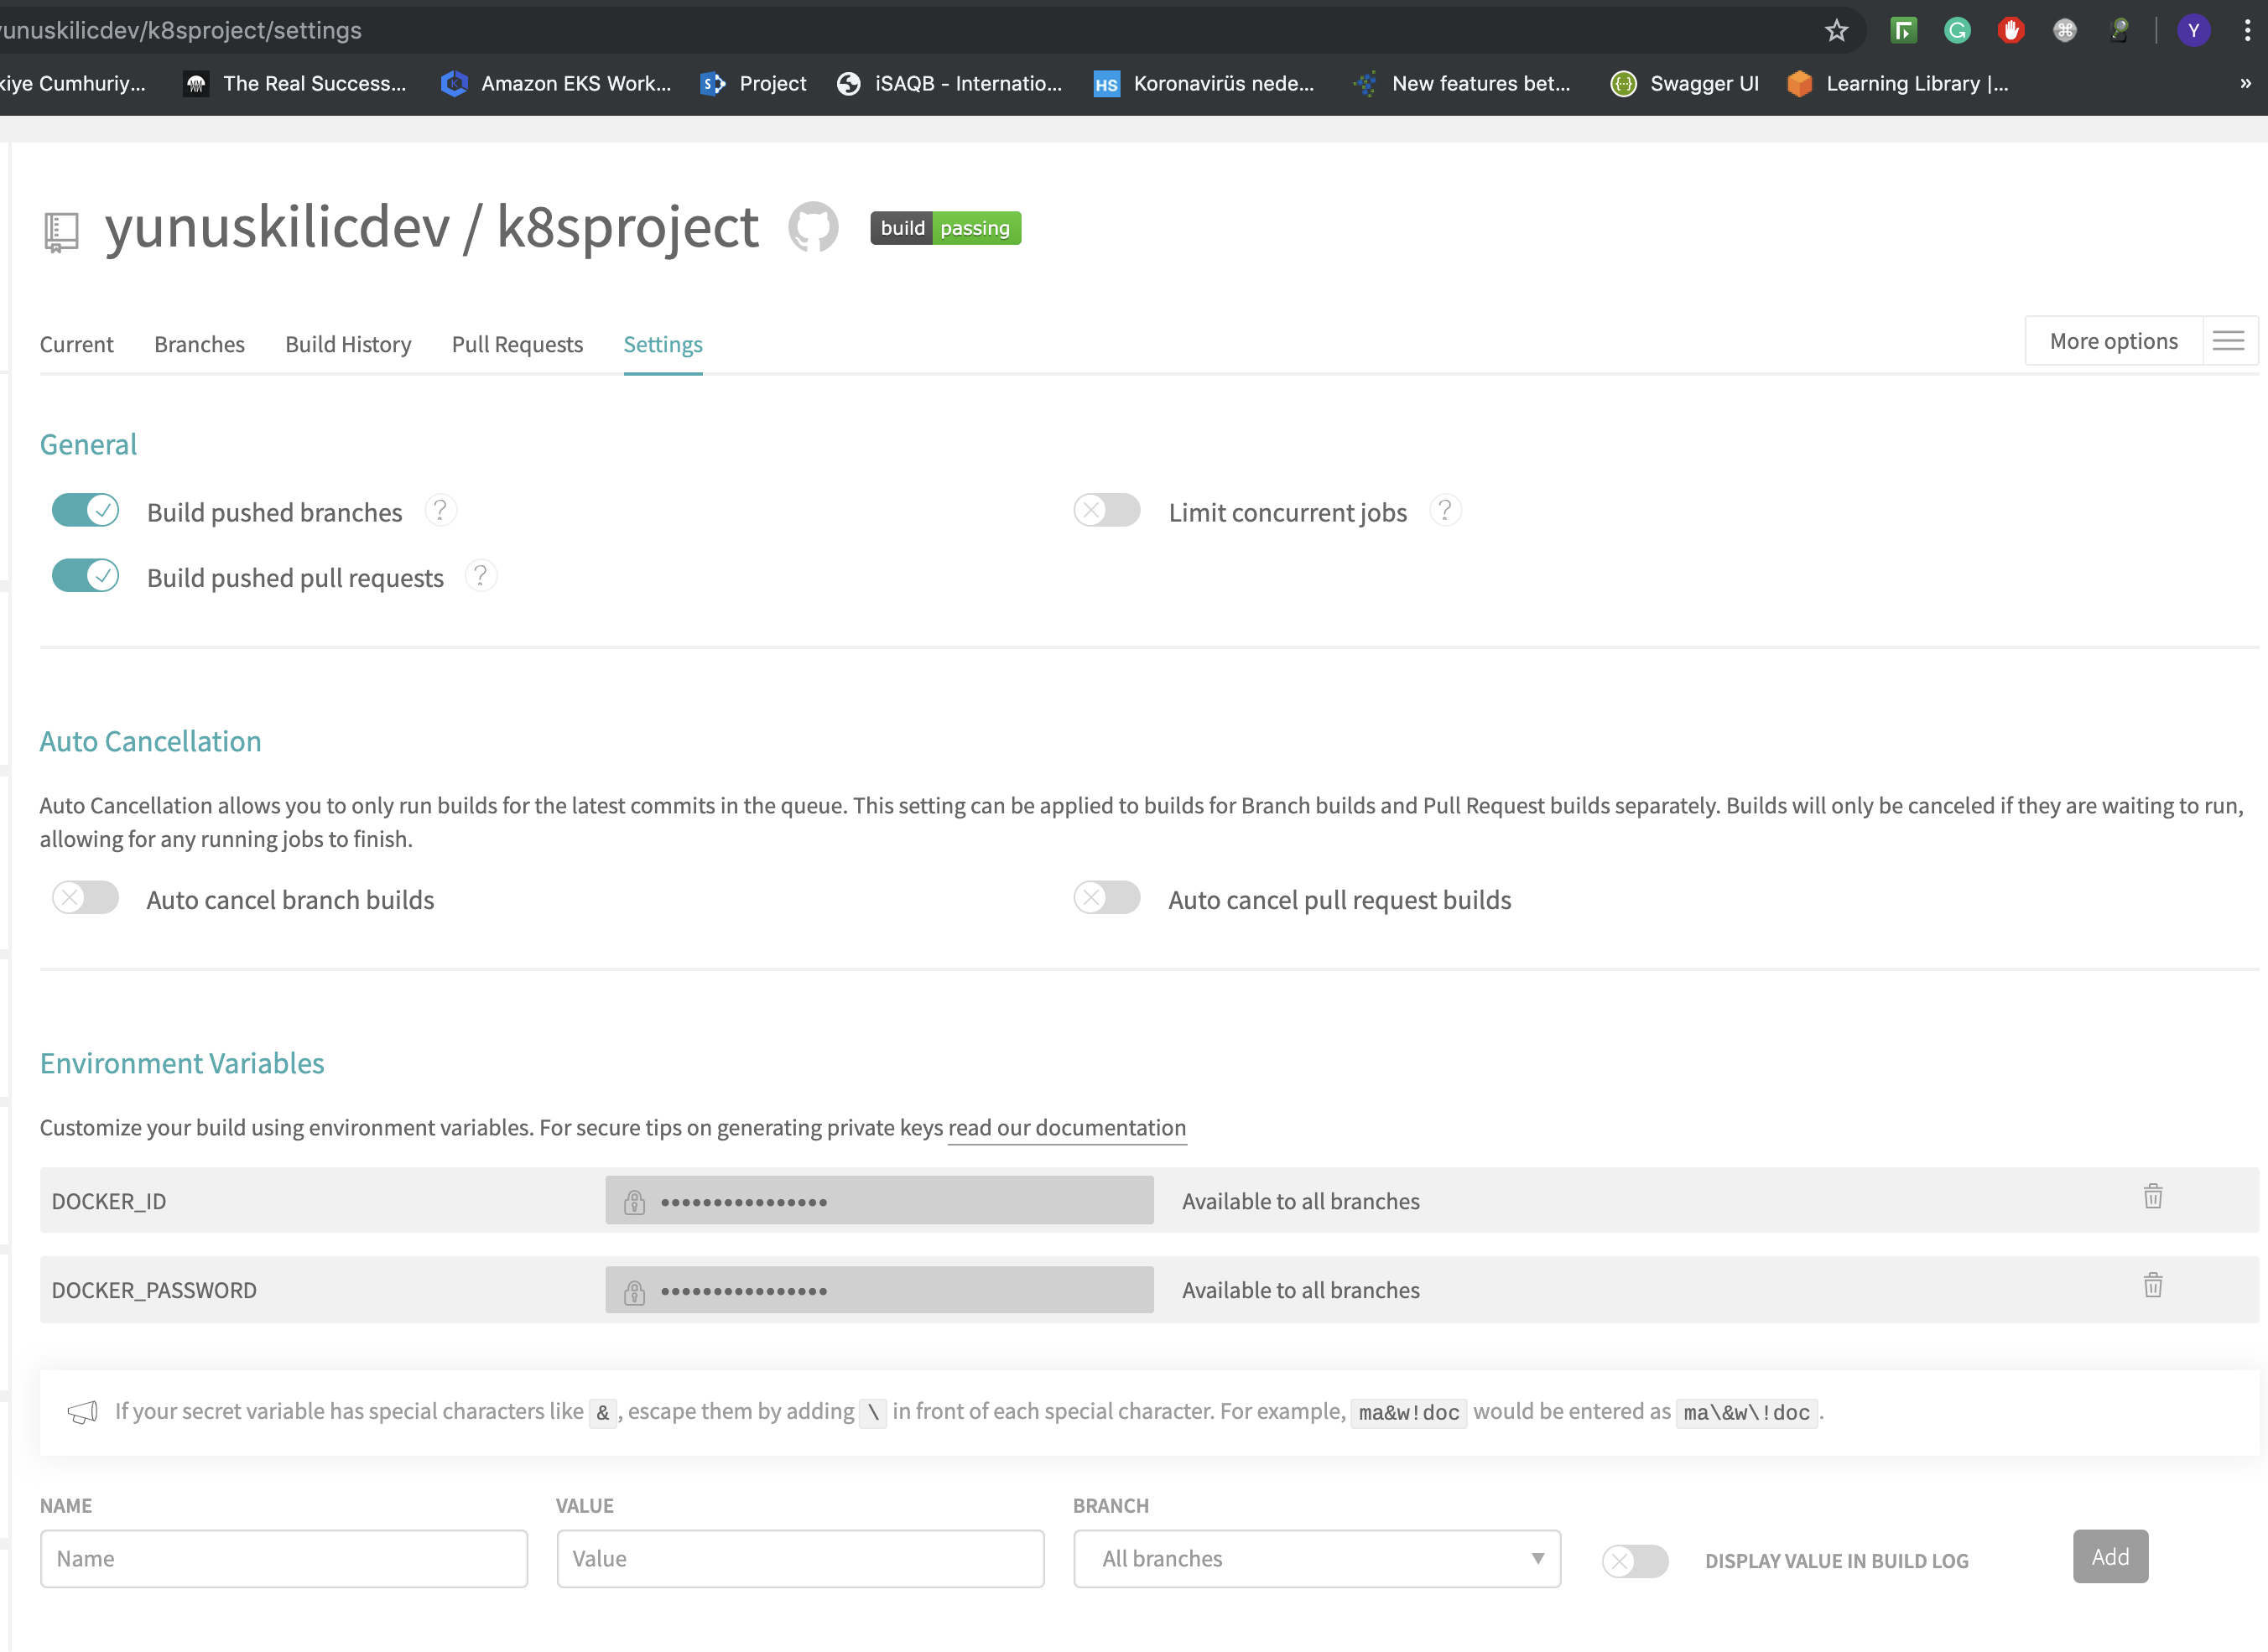 yunuskilicdev/k8sproject/settings
Y
kiye Cumhuriy... The Real Success... Amazon EKS Work... Project iSAQB - Internatio... HS Koronavirüs nede... New features bet... Swagger UI Learning Library |... »
yunuskilicdev / k8sproject build passing
Current Branches Build History Pull Requests Settings More options
General
Build pushed branches ? Limit concurrent jobs ?
Build pushed pull requests ?
Auto Cancellation
Auto Cancellation allows you to only run builds for the latest commits in the queue. This setting can be applied to builds for Branch builds and Pull Request builds separately. Builds will only be canceled if they are waiting to run,
allowing for any running jobs to finish.
Auto cancel branch builds Auto cancel pull request builds
Environment Variables
Customize your build using environment variables. For secure tips on generating private keys read our documentation
DOCKER_ID •••••••••••••••• Available to all branches
DOCKER_PASSWORD •••••••••••••••• Available to all branches
If your secret variable has special characters like & , escape them by adding \ in front of each special character. For example, ma&w!doc would be entered as ma\&w\!doc .
NAME VALUE BRANCH
Name Value All branches DISPLAY VALUE IN BUILD LOG Add